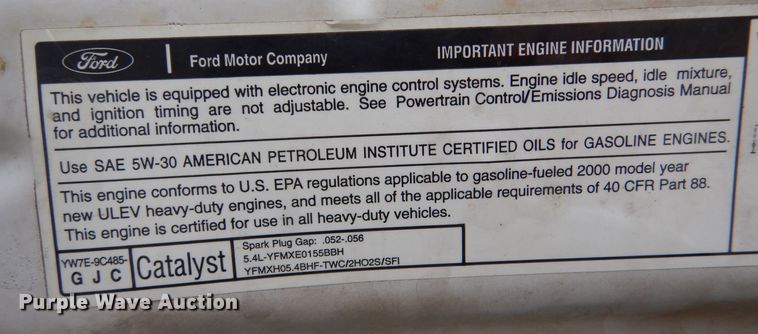 Ford
Ford Motor Company
IMPORTANT ENGINE INFORMATION
This vehicle is equipped with electronic engine control systems. Engine idle speed, idle mixture,
and ignition timing are not adjustable. See Powertrain Control/Emissions Diagnosis Manual
for additional information.
Use SAE 5W-30 AMERICAN PETROLEUM INSTITUTE CERTIFIED OILS for GASOLINE ENGINES.
This engine conforms to U.S. EPA regulations applicable to gasoline-fueled 2000 model year
new ULEV heavy-duty engines, and meets all of the applicable requirements of 40 CFR Part 88.
This engine is certified for use in all heavy-duty vehicles.
YW7E-9C485-
G J C
Catalyst
Spark Plug Gap: .052-.056
5.4L-YFMXE0155BBH
YFMXH05.4BHF-TWC/2HO2S/SFI
Purple Wave Auction